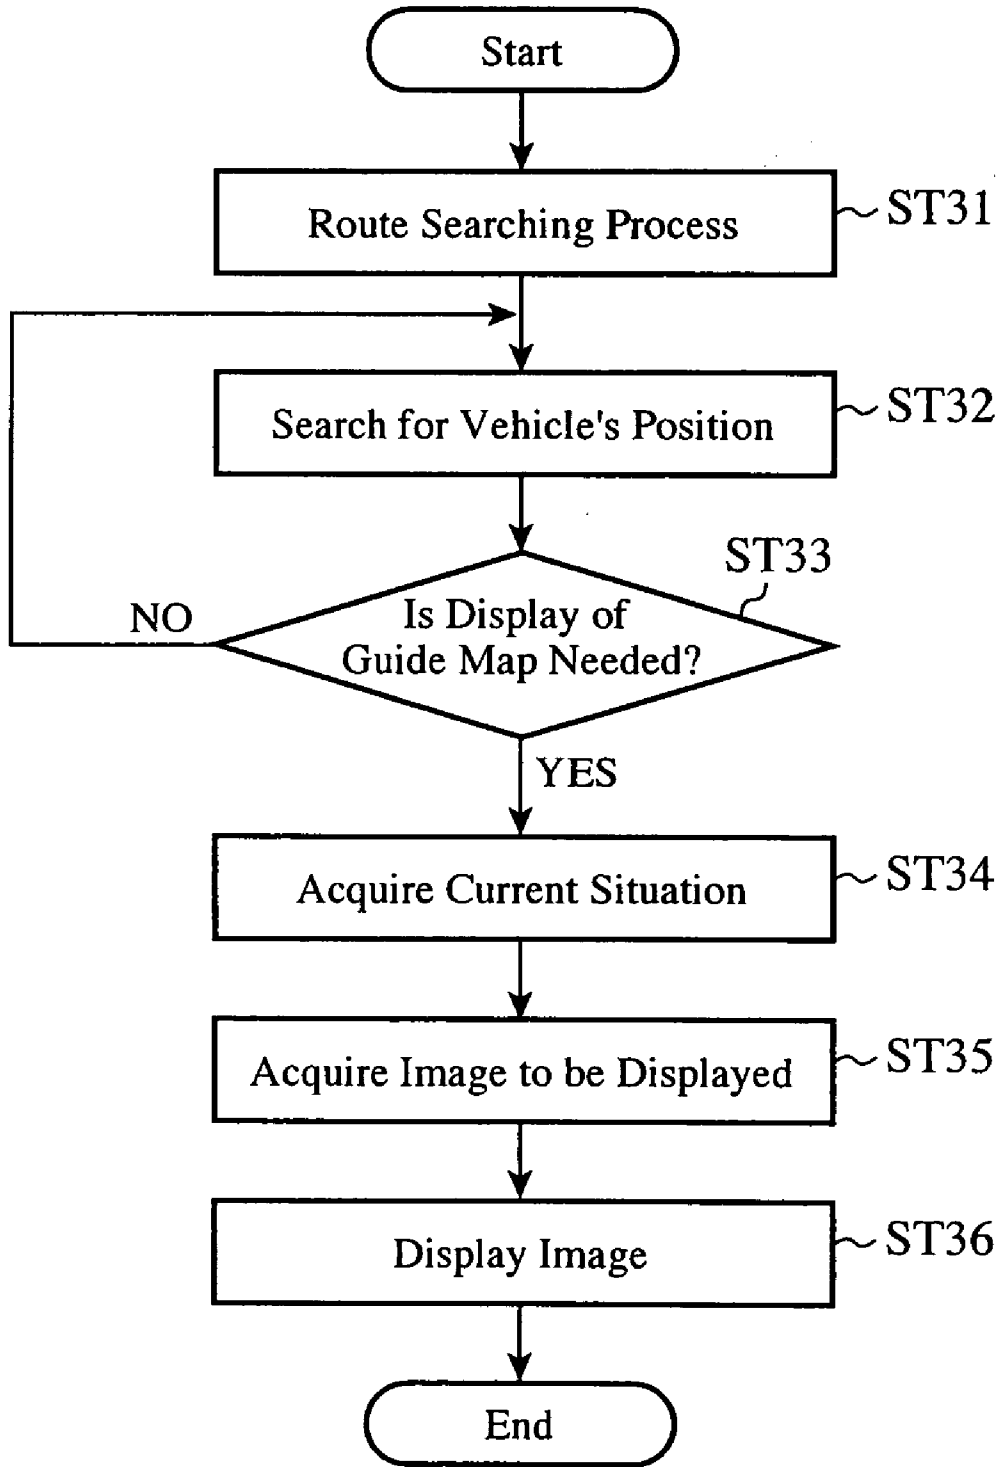 Start
Route Searching Process
ST31
Search for Vehicle's Position
ST32
ST33
Is Display of
Guide Map Needed?
NO
YES
Acquire Current Situation
ST34
Acquire Image to be Displayed
ST35
Display Image
ST36
End